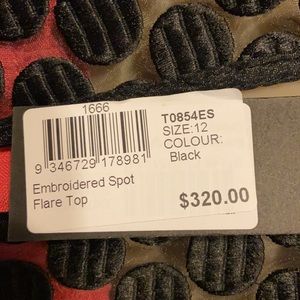 1666
9 346729 178981
T0854ES
SIZE:12
COLOUR:
Black
Embroidered Spot
Flare Top
$320.00